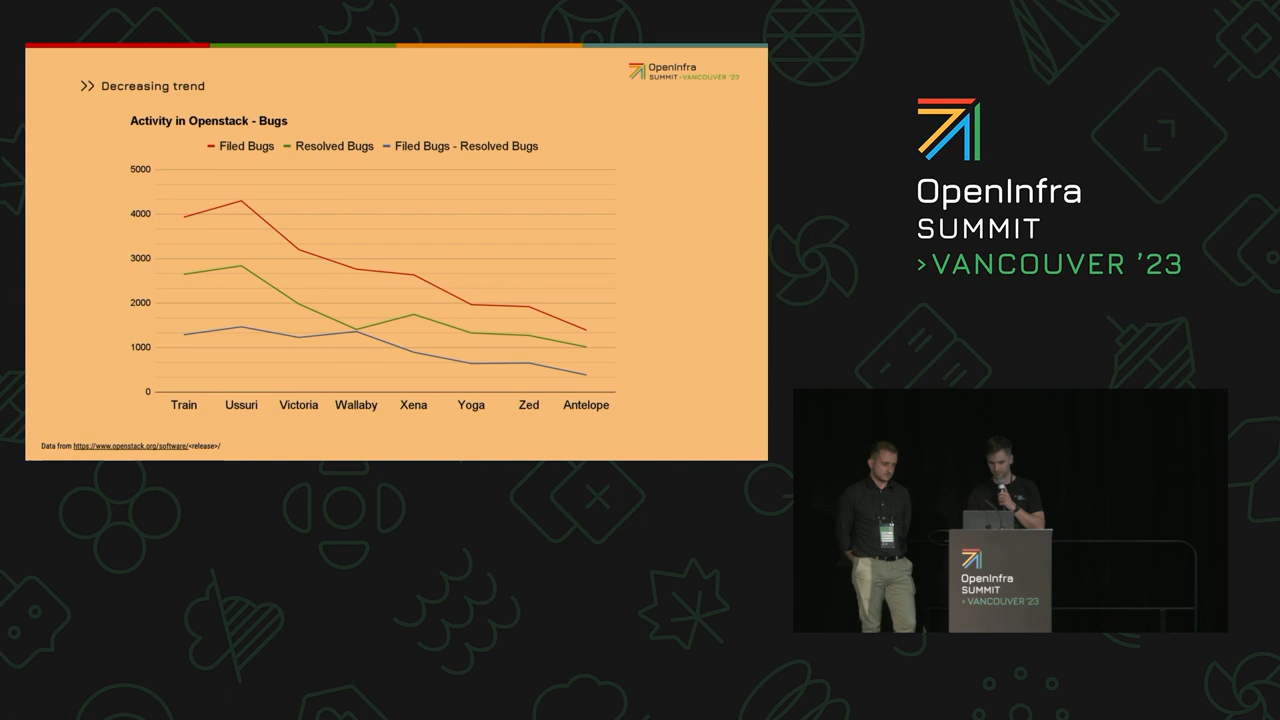 >> Decreasing trend
OpenInfra
SUMMIT›VANCOUVER '23
Activity in Openstack - Bugs
Filed Bugs Resolved Bugs Filed Bugs - Resolved Bugs
5000
4000
3000
2000
1000
0
Train Ussuri Victoria Wallaby Xena Yoga Zed Antelope
Data from https://www.openstack.org/software/<release>/
OpenInfra
SUMMIT
›VANCOUVER '23
OpenInfra
SUMMIT
›VANCOUVER '23